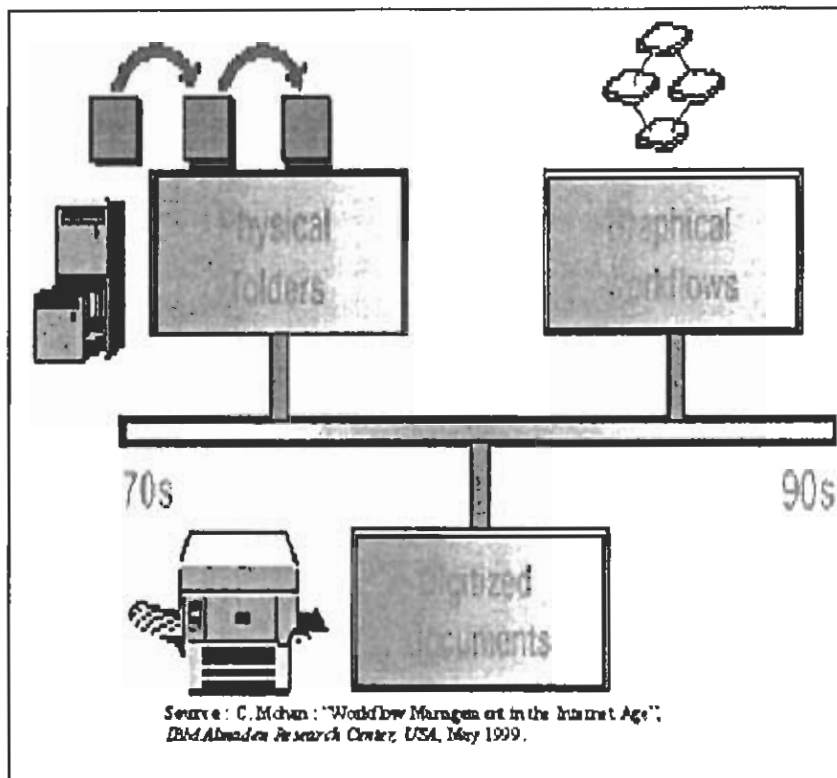 Physical
folders
Graphical
workflows
70s
90s
Digitized
documents
Source : C. Mohan : "Workflow Management in the Internet Age",
IBM Almaden Research Center, USA, May 1999.